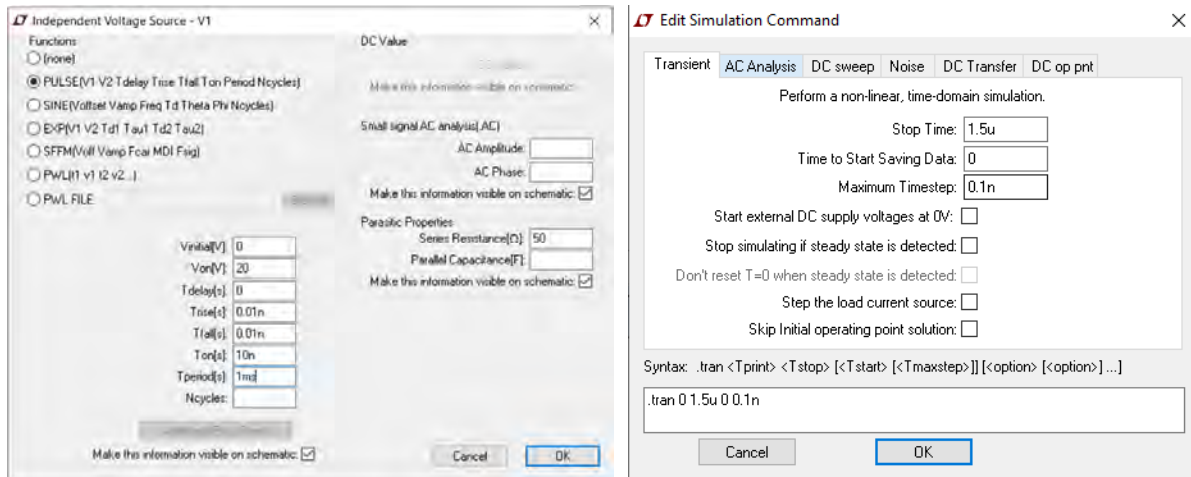 Independent Voltage Source - V1
Functions
(none)
PULSE(V1 V2 Tdelay Trise Tfall Ton Period Ncycles)
SINE(Voffset Vamp Freq Td Theta Phi Ncycles)
EXP(V1 V2 Td1 Tau1 Td2 Tau2)
SFFM(Voff Vamp Fcar MDI Fsig)
PWL(t1 v1 t2 v2...)
PWL FILE:
Vinitial[V]: 0
Von[V]: 20
Tdelay[s]: 0
Trise[s]: 0.01n
Tfall[s]: 0.01n
Ton[s]: 10n
Tperiod[s]: 1ms
Ncycles:
Make this information visible on schematic:
DC Value
Make this information visible on schematic:
Small signal AC analysis(.AC)
AC Amplitude:
AC Phase:
Make this information visible on schematic:
Parasitic Properties
Series Resistance[Ω]: 50
Parallel Capacitance[F]:
Make this information visible on schematic:
Cancel
OK
Edit Simulation Command
Transient AC Analysis DC sweep Noise DC Transfer DC op pnt
Perform a non-linear, time-domain simulation.
Stop Time: 1.5u
Time to Start Saving Data: 0
Maximum Timestep: 0.1n
Start external DC supply voltages at 0V:
Stop simulating if steady state is detected:
Don't reset T=0 when steady state is detected:
Step the load current source:
Skip Initial operating point solution:
Syntax: .tran <Tprint> <Tstop> [<Tstart> [<Tmaxstep>]] [<option> [<option>] ...]
.tran 0 1.5u 0 0.1n
Cancel
OK